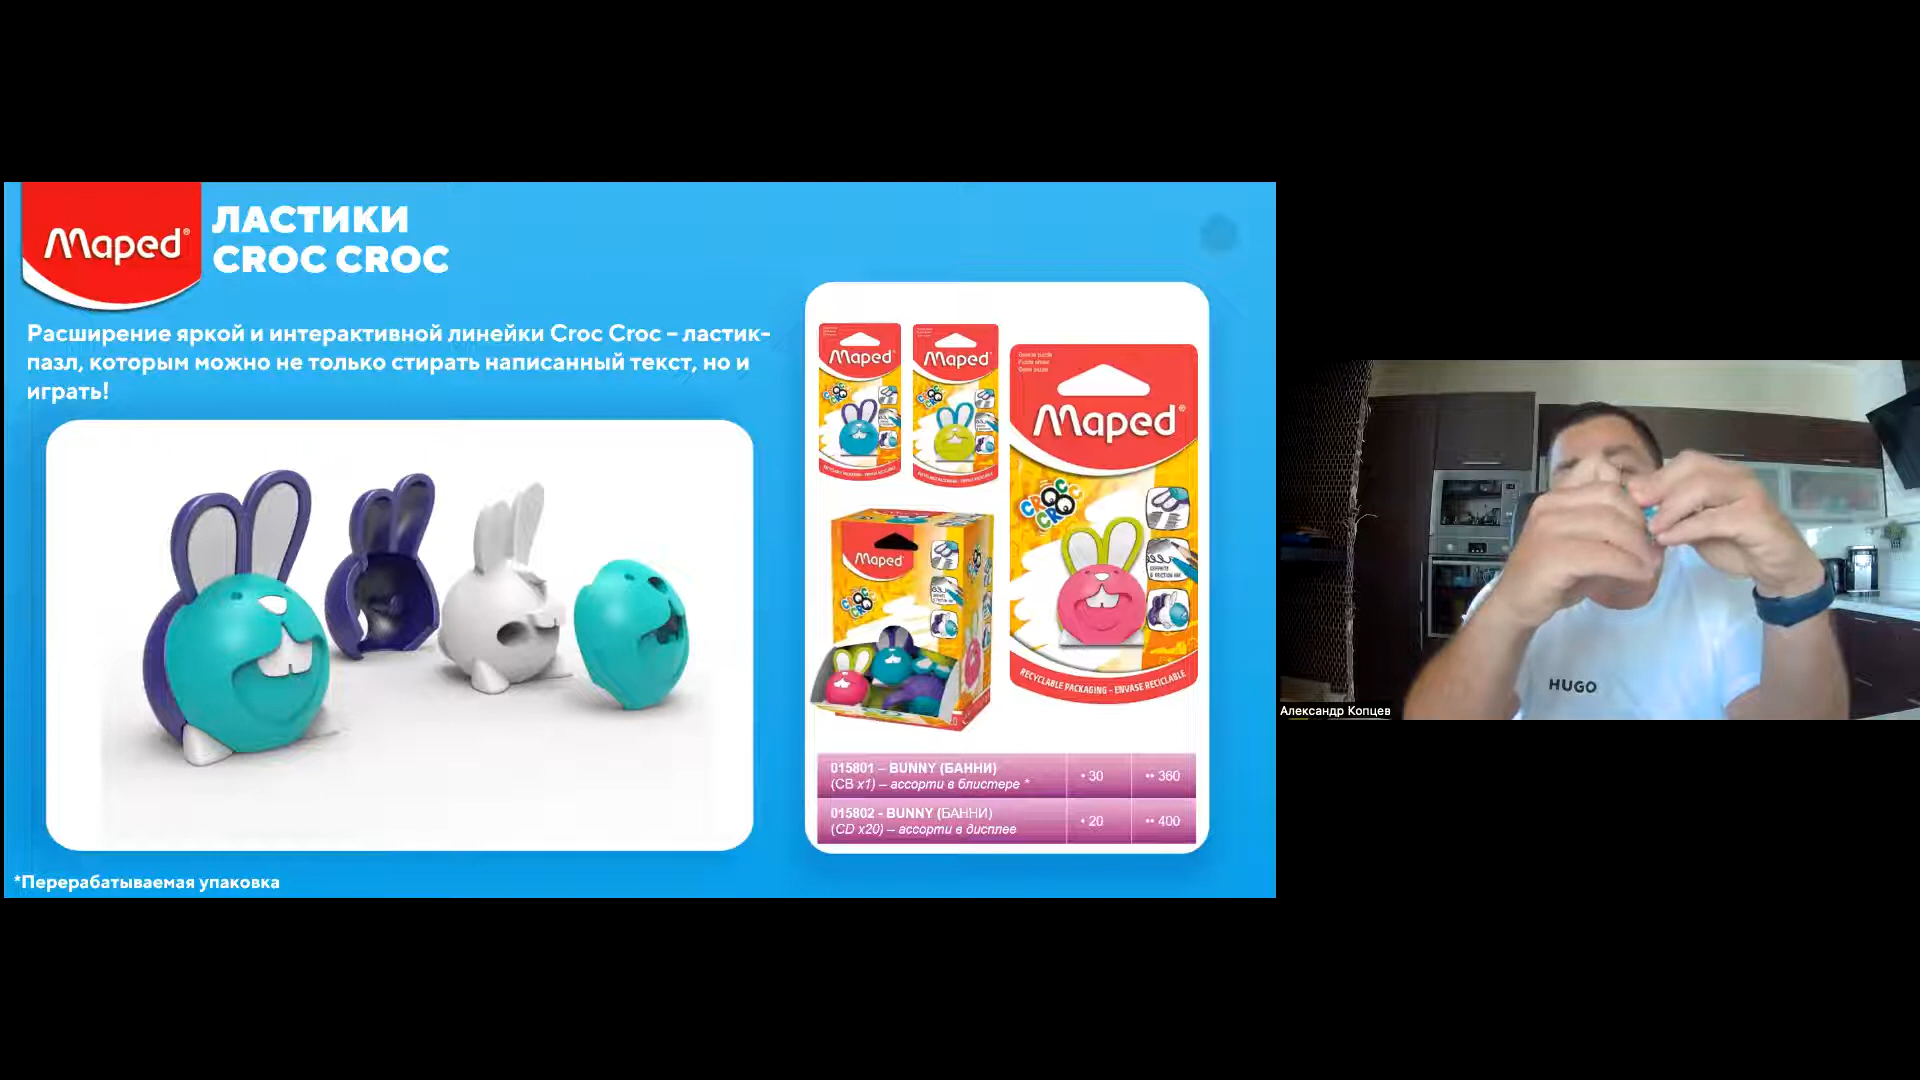 Maped®
ЛАСТИКИ
CROC CROC
Расширение яркой и интерактивной линейки Croc Croc – ластик-
пазл, которым можно не только стирать написанный текст, но и
играть!
Maped
Maped
Maped®
CROC
CRO
RECYCLABLE PACKAGING - ENVASE RECICLABLE
Maped
015801 – BUNNY (БАННИ)
(CB x1) – ассорти в блистере *
• 30
•• 360
015802 - BUNNY (БАННИ)
(CD x20) – ассорти в дисплее
• 20
•• 400
*Перерабатываемая упаковка
HUGO
Александр Копцев